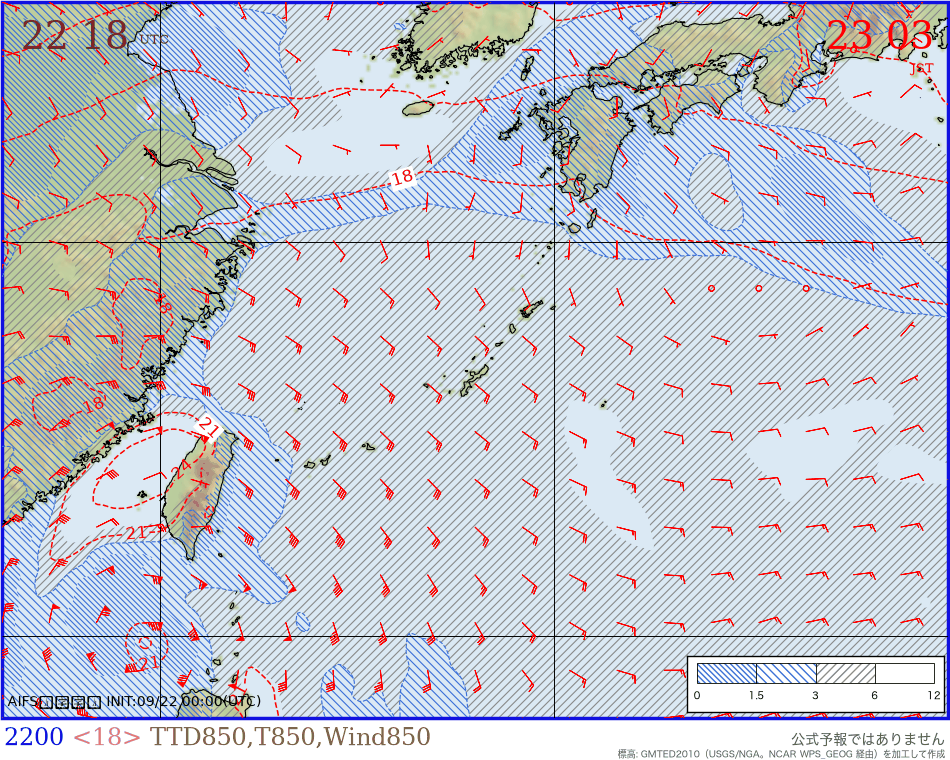 22 18 UTC
23 03
JST
18
18
18
21
24
21
21
0 1.5 3 6 12
AIFS INIT:09/22 00:00(UTC)
2200 <18> TTD850,T850,Wind850
公式予報ではありません
標高: GMTED2010（USGS/NGA。NCAR WPS_GEOG 経由）を加工して作成